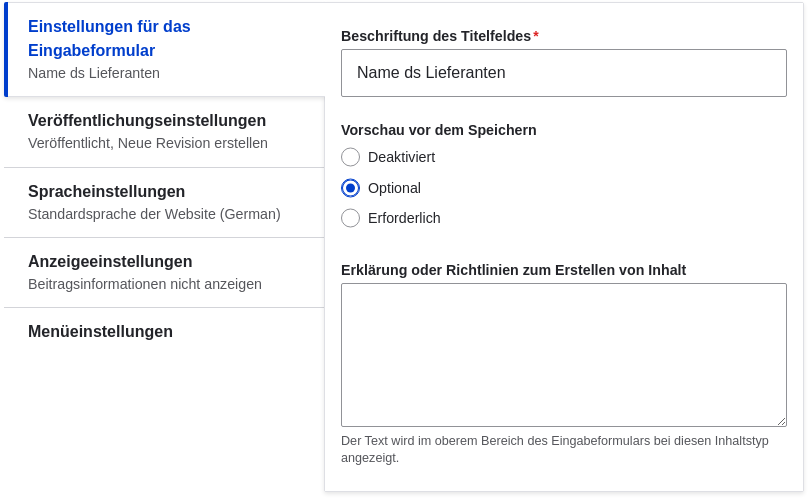 Einstellungen für das
Eingabeformular
Name ds Lieferanten
Veröffentlichungseinstellungen
Veröffentlicht, Neue Revision erstellen
Spracheinstellungen
Standardsprache der Website (German)
Anzeigeeinstellungen
Beitragsinformationen nicht anzeigen
Menüeinstellungen
Beschriftung des Titelfeldes*
Name ds Lieferanten
Vorschau vor dem Speichern
Deaktiviert
Optional
Erforderlich
Erklärung oder Richtlinien zum Erstellen von Inhalt
Der Text wird im oberem Bereich des Eingabeformulars bei diesen Inhaltstyp
angezeigt.